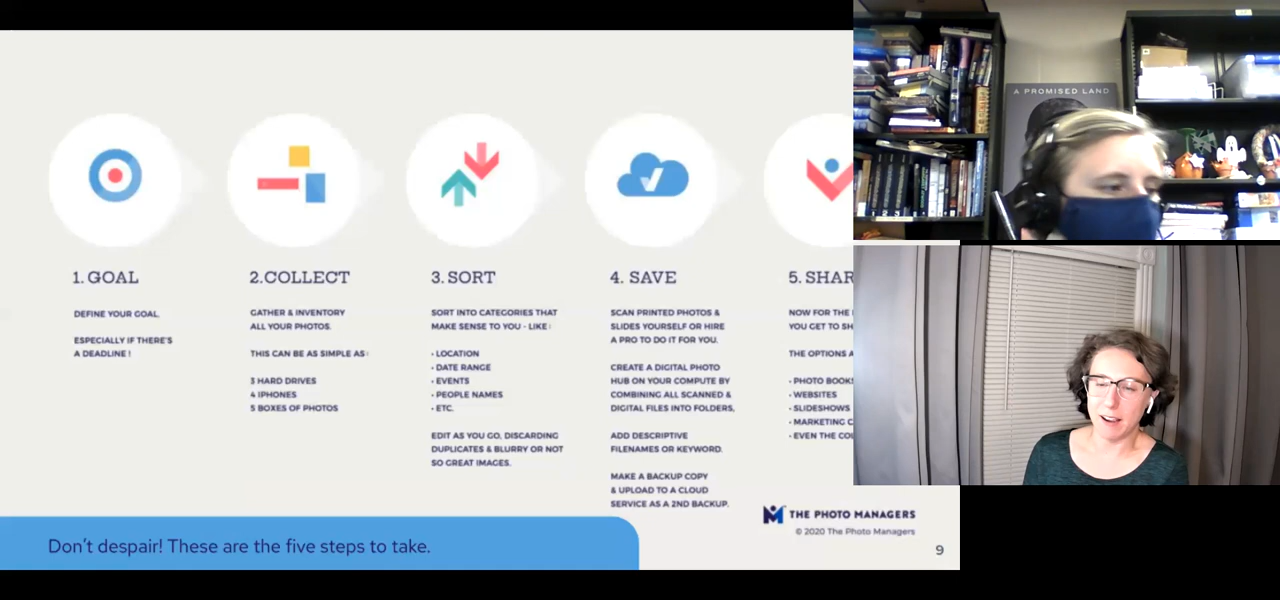 A PROMISED LAND
1. GOAL
DEFINE YOUR GOAL.
ESPECIALLY IF THERE'S
A DEADLINE !
2.COLLECT
GATHER & INVENTORY
ALL YOUR PHOTOS.
THIS CAN BE AS SIMPLE AS:
3 HARD DRIVES
4 IPHONES
5 BOXES OF PHOTOS
3. SORT
SORT INTO CATEGORIES THAT
MAKE SENSE TO YOU - LIKE :
• LOCATION
• DATE RANGE
• EVENTS
• PEOPLE NAMES
• ETC.
EDIT AS YOU GO, DISCARDING
DUPLICATES & BLURRY OR NOT
SO GREAT IMAGES.
4. SAVE
SCAN PRINTED PHOTOS &
SLIDES YOURSELF OR HIRE
A PRO TO DO IT FOR YOU.
CREATE A DIGITAL PHOTO
HUB ON YOUR COMPUTE BY
COMBINING ALL SCANNED &
DIGITAL FILES INTO FOLDERS,
ADD DESCRIPTIVE
FILENAMES OR KEYWORD.
MAKE A BACKUP COPY
& UPLOAD TO A CLOUD
SERVICE AS A 2ND BACKUP.
5. SHAR
NOW FOR THE
YOU GET TO SH
THE OPTIONS A
• PHOTO BOOK
• WEBSITES
• SLIDESHOWS
• MARKETING C
• EVEN THE CO
THE PHOTO MANAGERS
© 2020 The Photo Managers
Don't despair! These are the five steps to take.
9